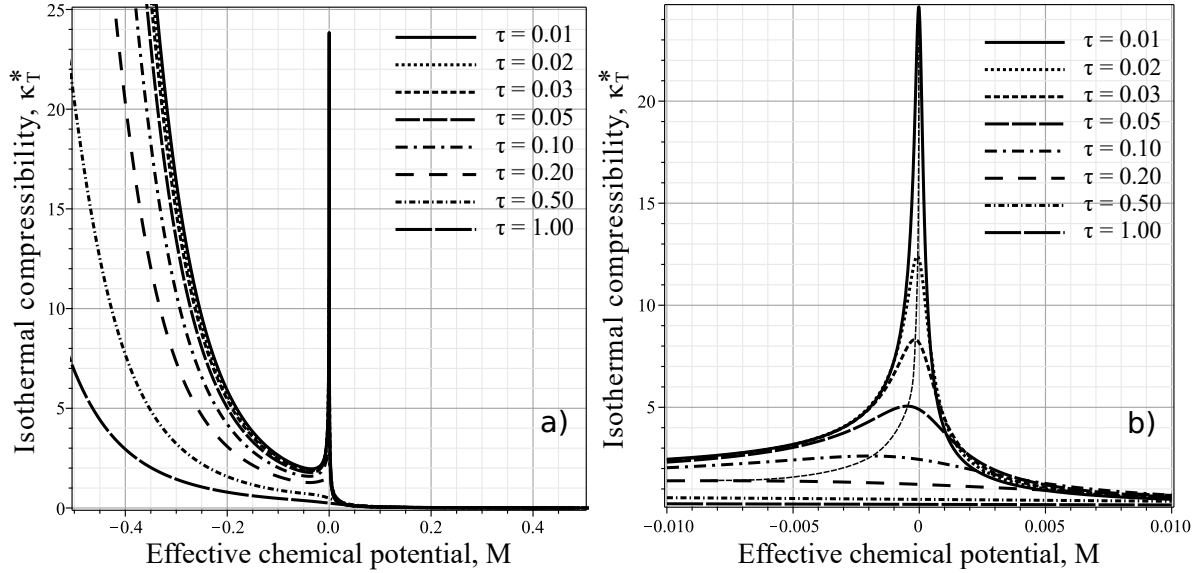 25
20
15
10
5
0
−0.4
−0.2
0.0
0.2
0.4
Isothermal compressibility, κ*T
Effective chemical potential, M
τ = 0.01
τ = 0.02
τ = 0.03
τ = 0.05
τ = 0.10
τ = 0.20
τ = 0.50
τ = 1.00
a)
20
15
10
5
−0.010
−0.005
0
0.005
0.010
Isothermal compressibility, κ*T
Effective chemical potential, M
τ = 0.01
τ = 0.02
τ = 0.03
τ = 0.05
τ = 0.10
τ = 0.20
τ = 0.50
τ = 1.00
b)